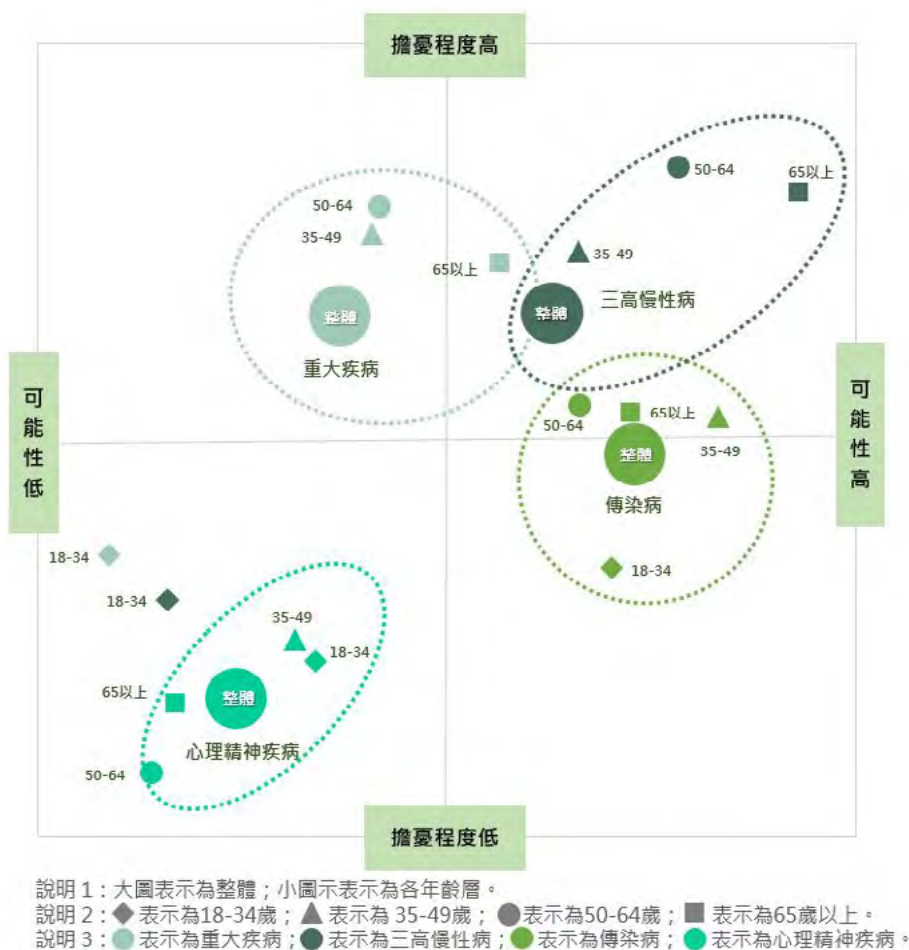 擔憂程度高
50-64
65以上
50-64
35-49
35-49
65以上
三高慢性病
整體
整體
重大疾病
可能性低
可能性高
50-64
65以上
35-49
整體
傳染病
18-34
18-34
18-34
35-49
18-34
65以上
整體
心理精神疾病
50-64
擔憂程度低
說明1：大圖表示為整體；小圖示表示為各年齡層。
說明2：◆表示為18-34歲；▲表示為 35-49歲；●表示為50-64歲；■ 表示為65歲以上。
說明3：●表示為重大疾病；●表示為三高慢性病；●表示為傳染病；●表示為心理精神疾病。